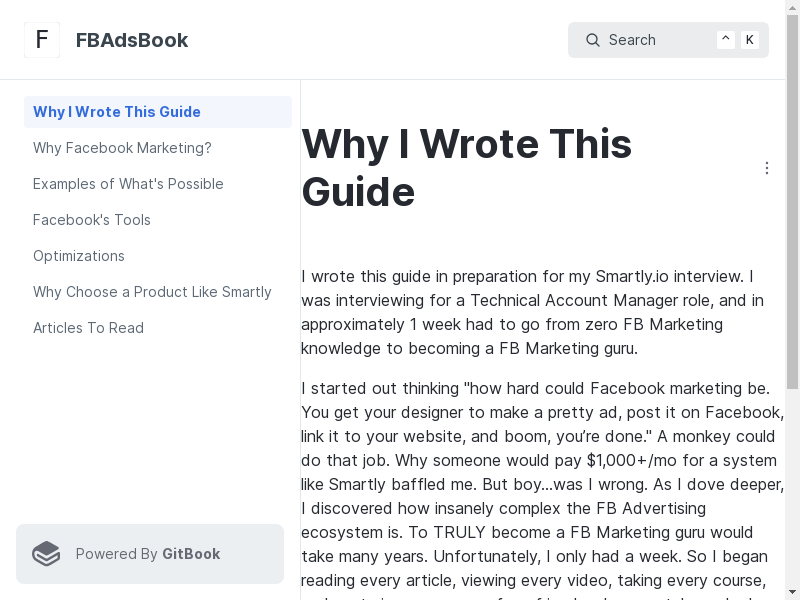 F
FBAdsBook
Search
^ K
Why I Wrote This Guide
Why Facebook Marketing?
Examples of What's Possible
Facebook's Tools
Optimizations
Why Choose a Product Like Smartly
Articles To Read
Powered By GitBook
Why I Wrote This
Guide
I wrote this guide in preparation for my Smartly.io interview. I
was interviewing for a Technical Account Manager role, and in
approximately 1 week had to go from zero FB Marketing
knowledge to becoming a FB Marketing guru.
I started out thinking "how hard could Facebook marketing be.
You get your designer to make a pretty ad, post it on Facebook,
link it to your website, and boom, you’re done." A monkey could
do that job. Why someone would pay $1,000+/mo for a system
like Smartly baffled me. But boy...was I wrong. As I dove deeper,
I discovered how insanely complex the FB Advertising
ecosystem is. To TRULY become a FB Marketing guru would
take many years. Unfortunately, I only had a week. So I began
reading every article, viewing every video, taking every course,